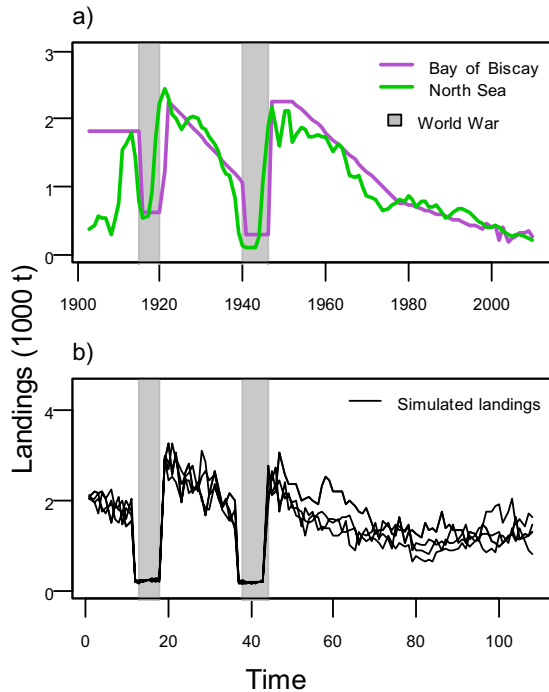 a)
3
2
1
0
Bay of Biscay
North Sea
World War
1900 1920 1940 1960 1980 2000
Landings (1000 t)
b)
4
2
0
Simulated landings
0 20 40 60 80 100
Time